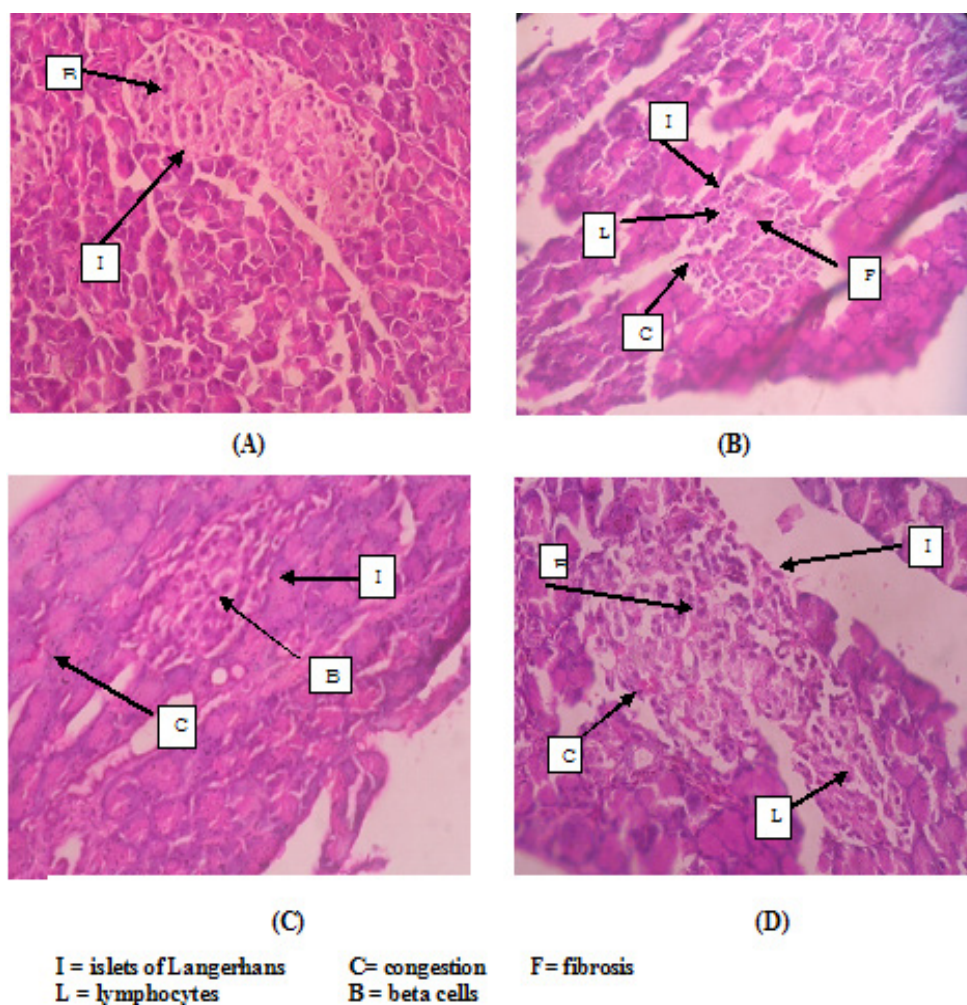 I
I
L
F
C
(A) (B)
I
B
C
I
C
L
(C) (D)
I = islets of Langerhans C= congestion F= fibrosis
L = lymphocytes B = beta cells